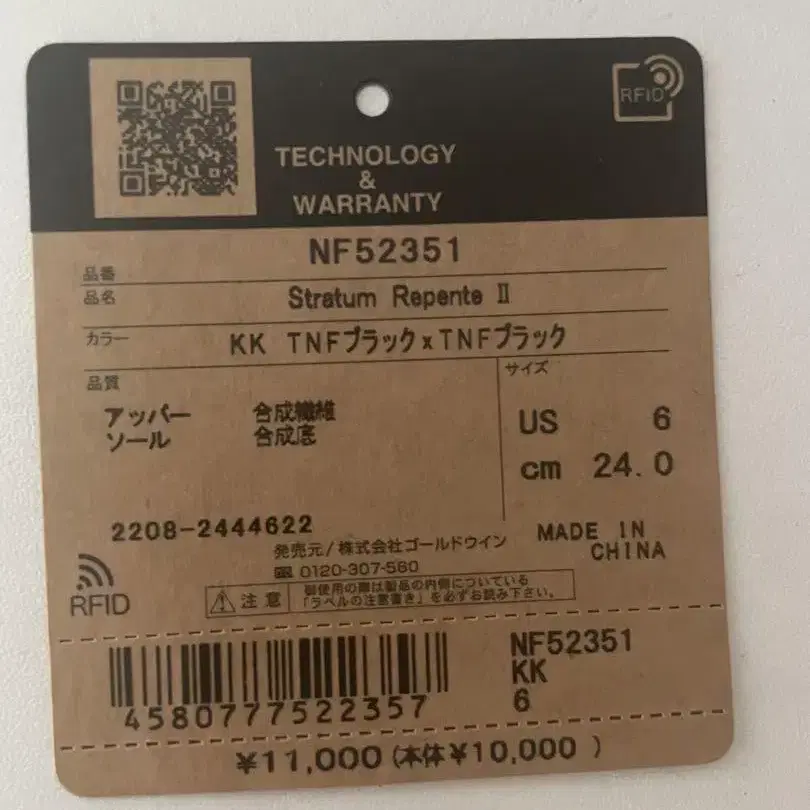 RFID
TECHNOLOGY
&
WARRANTY
品番 NF52351
品名 Stratum Repente II
カラー KK TNFブラックxTNFブラック
品質
アッパー 合成繊維
ソール 合成底
サイズ
US 6
cm 24.0
2208-2444622
発売元/株式会社ゴールドウイン
0120-307-560
MADE IN
CHINA
RFID
注意
御使用の際は製品の内側についている
「ラベルの注意書き」を必ずお読み下さい。
4580777522357
NF52351
KK
6
¥11,000(本体¥10,000 )